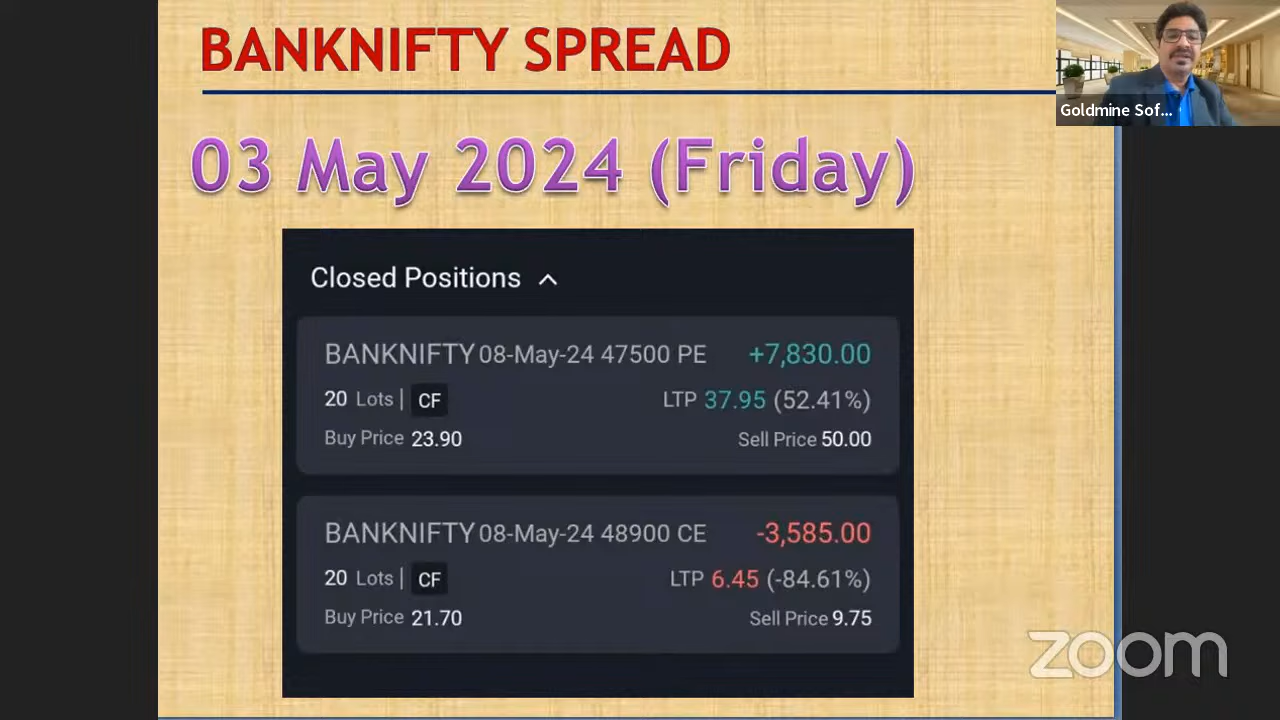 BANKNIFTY SPREAD
Goldmine Sof...
03 May 2024 (Friday)
Closed Positions
BANKNIFTY 08-May-24 47500 PE +7,830.00
20 Lots | CF LTP 37.95 (52.41%)
Buy Price 23.90 Sell Price 50.00
BANKNIFTY 08-May-24 48900 CE -3,585.00
20 Lots | CF LTP 6.45 (-84.61%)
Buy Price 21.70 Sell Price 9.75
zoom